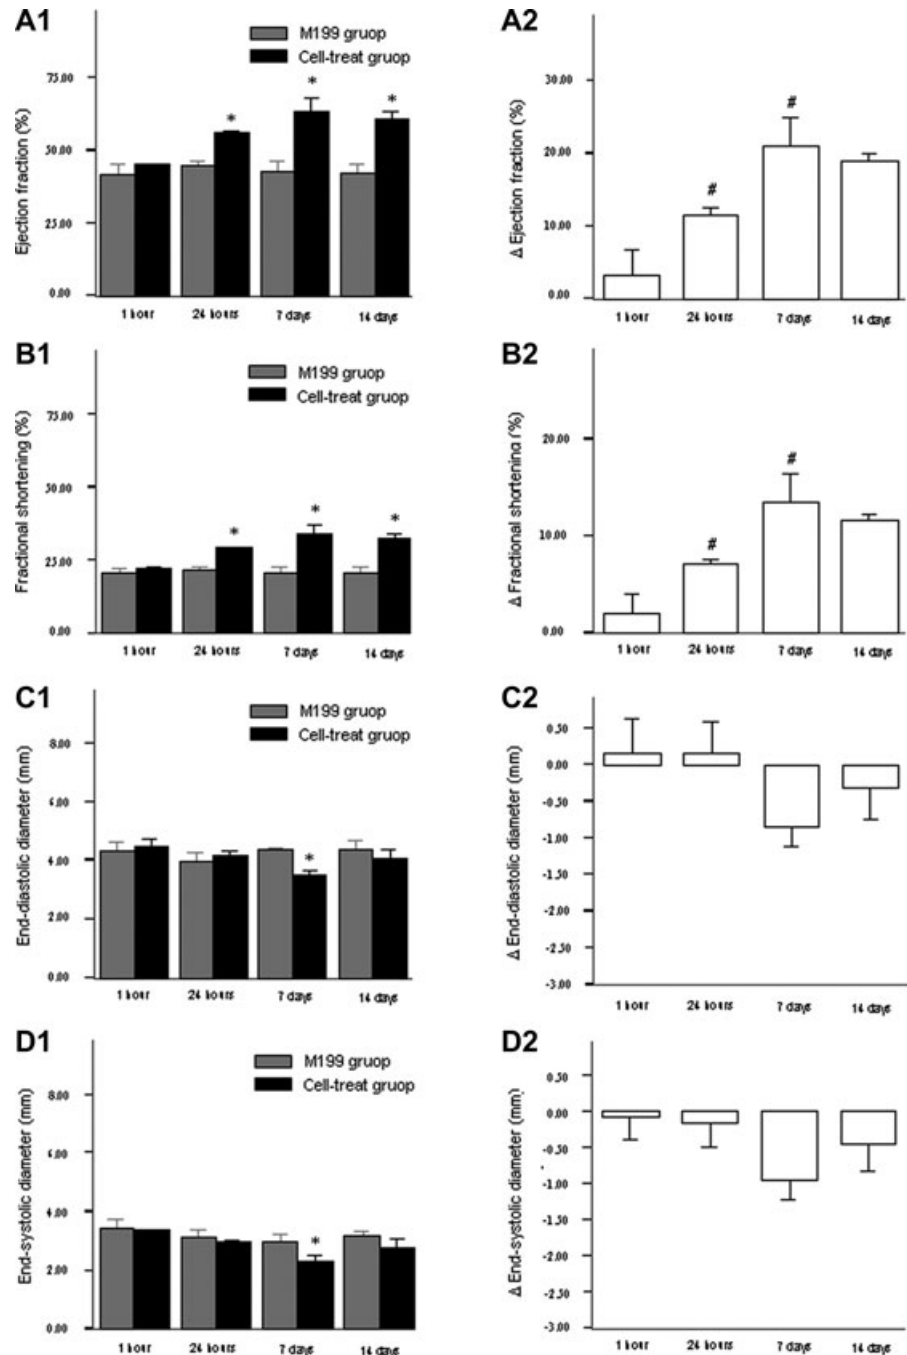 A1
M199 gruop
Cell-treat gruop
Ejection fraction (%)
75.00
50.00
25.00
0.00
*
*
*
1 hour
24 hours
7 days
14 days
A2
Δ Ejection fraction (%)
30.00
20.00
10.00
0.00
#
#
1 hour
24 hours
7 days
14 days
B1
M199 gruop
Cell-treat gruop
Fractional shortening (%)
75.00
50.00
25.00
0.00
*
*
*
1 hour
24 hours
7 days
14 days
B2
Δ Fractional shortening (%)
20.00
10.00
0.00
#
#
1 hour
24 hours
7 days
14 days
C1
M199 gruop
Cell-treat gruop
End-diastolic diameter (mm)
8.00
6.00
4.00
2.00
0.00
*
1 hour
24 hours
7 days
14 days
C2
Δ End-diastolic diameter (mm)
0.50
0.00
-0.50
-1.00
-1.50
-2.00
-2.50
-3.00
1 hour
24 hours
7 days
14 days
D1
M199 gruop
Cell-treat gruop
End-systolic diameter (mm)
8.00
6.00
4.00
2.00
0.00
*
1 hour
24 hours
7 days
14 days
D2
Δ End-systolic diameter (mm)
0.50
0.00
-0.50
-1.00
-1.50
-2.00
-2.50
-3.00
1 hour
24 hours
7 days
14 days